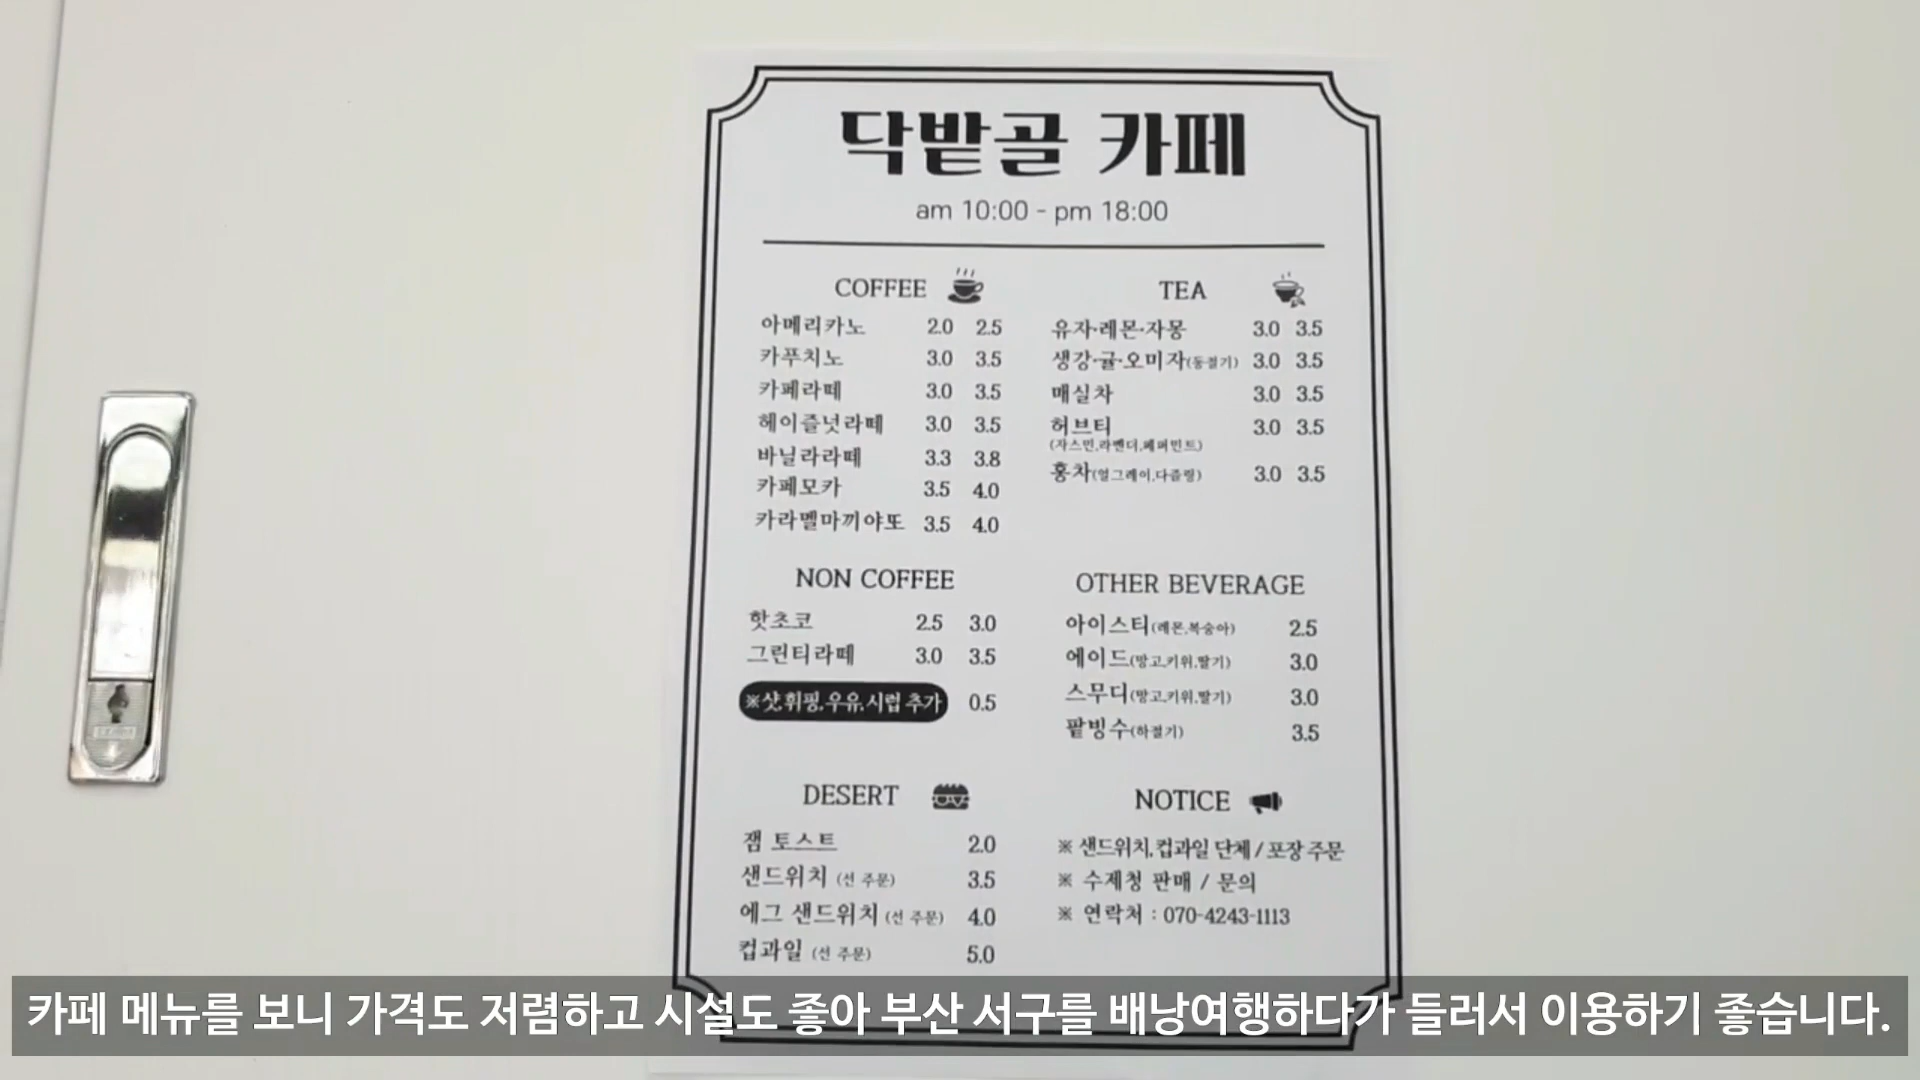 닥밭골 카페
am 10:00 - pm 18:00
COFFEE
아메리카노 2.0 2.5
카푸치노 3.0 3.5
카페라떼 3.0 3.5
헤이즐넛라떼 3.0 3.5
바닐라라떼 3.3 3.8
카페모카 3.5 4.0
카라멜마끼야또 3.5 4.0
TEA
유자·레몬·자몽 3.0 3.5
생강·귤·오미자(동절기) 3.0 3.5
매실차 3.0 3.5
허브티 3.0 3.5
(자스민,라벤더,페퍼민트)
홍차(얼그레이,다즐링) 3.0 3.5
NON COFFEE
핫초코 2.5 3.0
그린티라떼 3.0 3.5
※샷,휘핑,우유,시럽 추가 0.5
OTHER BEVERAGE
아이스티(레몬,복숭아) 2.5
에이드(망고,키위,딸기) 3.0
스무디(망고,키위,딸기) 3.0
팥빙수(하절기) 3.5
DESERT
잼 토스트 2.0
샌드위치 (선 주문) 3.5
에그 샌드위치 (선 주문) 4.0
컵과일 (선 주문) 5.0
NOTICE
※ 샌드위치,컵과일 단체 / 포장 주문
※ 수제청 판매 / 문의
※ 연락처 : 070-4243-1113
카페 메뉴를 보니 가격도 저렴하고 시설도 좋아 부산 서구를 배낭여행하다가 들러서 이용하기 좋습니다.